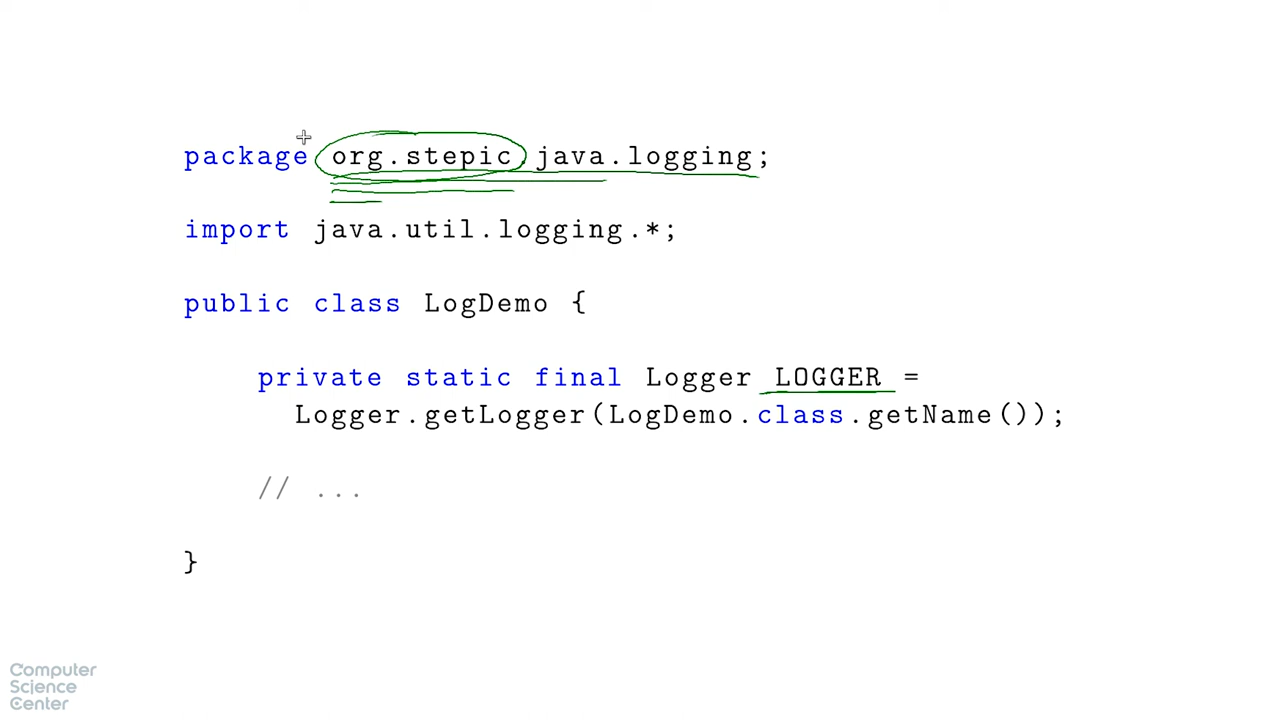 package org.stepic.java.logging;
import java.util.logging.*;
public class LogDemo {
private static final Logger LOGGER =
Logger.getLogger(LogDemo.class.getName());
// ...
}
Computer
Science
Center